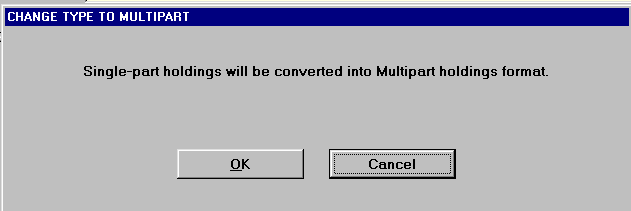 CHANGE TYPE TO MULTIPART
Single-part holdings will be converted into Multipart holdings format.
OK
Cancel